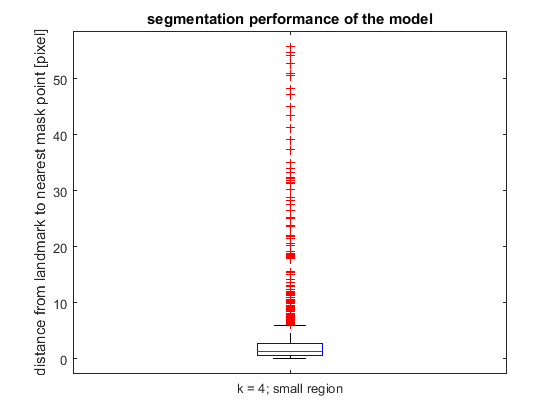 segmentation performance of the model
distance from landmark to nearest mask point [pixel]
50
40
30
20
10
0
k = 4; small region